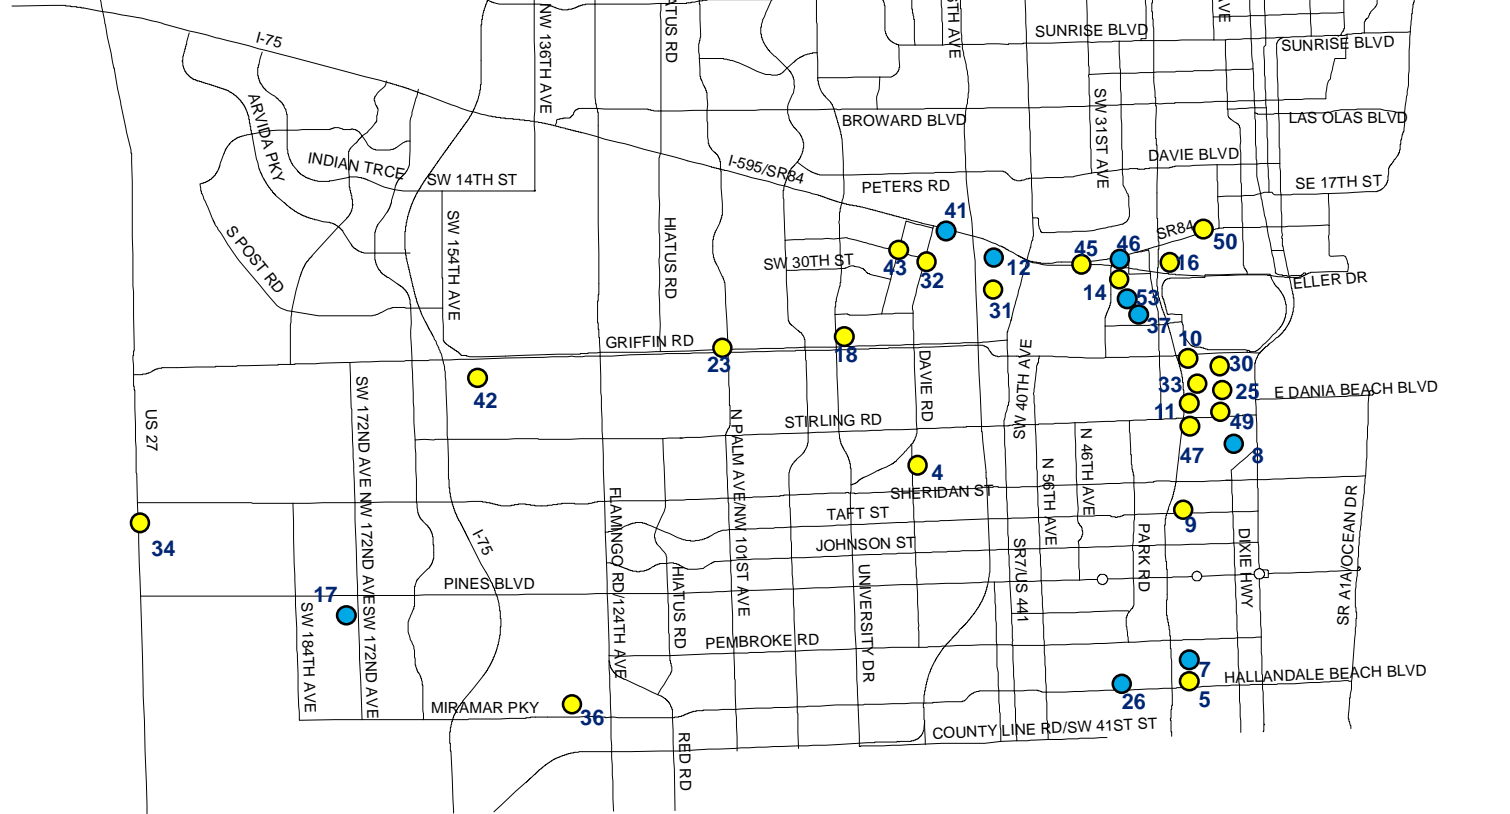 I-75
NW 136TH AVE
ATUS RD
5TH AVE
AVE
SUNRISE BLVD
SUNRISE BLVD
ARVIDA PKY
BROWARD BLVD
SW 31ST AVE
LAS OLAS BLVD
INDIAN TRCE
SW 14TH ST
I-595/SR84
PETERS RD
DAVIE BLVD
SE 17TH ST
S POST RD
SW 154TH AVE
HIATUS RD
SW 30TH ST
41
43
32
12
31
45
46
SR84
50
16
14
53
37
ELLER DR
GRIFFIN RD
23
18
10
30
33
25
11
49
47
8
E DANIA BEACH BLVD
42
US 27
SW 172ND AVE
NW 172ND AVE
SW 172ND AVE
DAVIE RD
SW 40TH AVE
STIRLING RD
N PALM AVE/NW 101ST AVE
4
N 46TH AVE
N 56TH AVE
SHERIDAN ST
TAFT ST
9
34
FLAMINGO RD/124TH AVE
I-75
JOHNSON ST
SR7/US 441
PARK RD
DIXIE HWY
SR A1A/OCEAN DR
17
PINES BLVD
HIATUS RD
UNIVERSITY DR
SW 184TH AVE
PEMBROKE RD
7
5
26
HALLANDALE BEACH BLVD
MIRAMAR PKY
36
RED RD
COUNTY LINE RD/SW 41ST ST